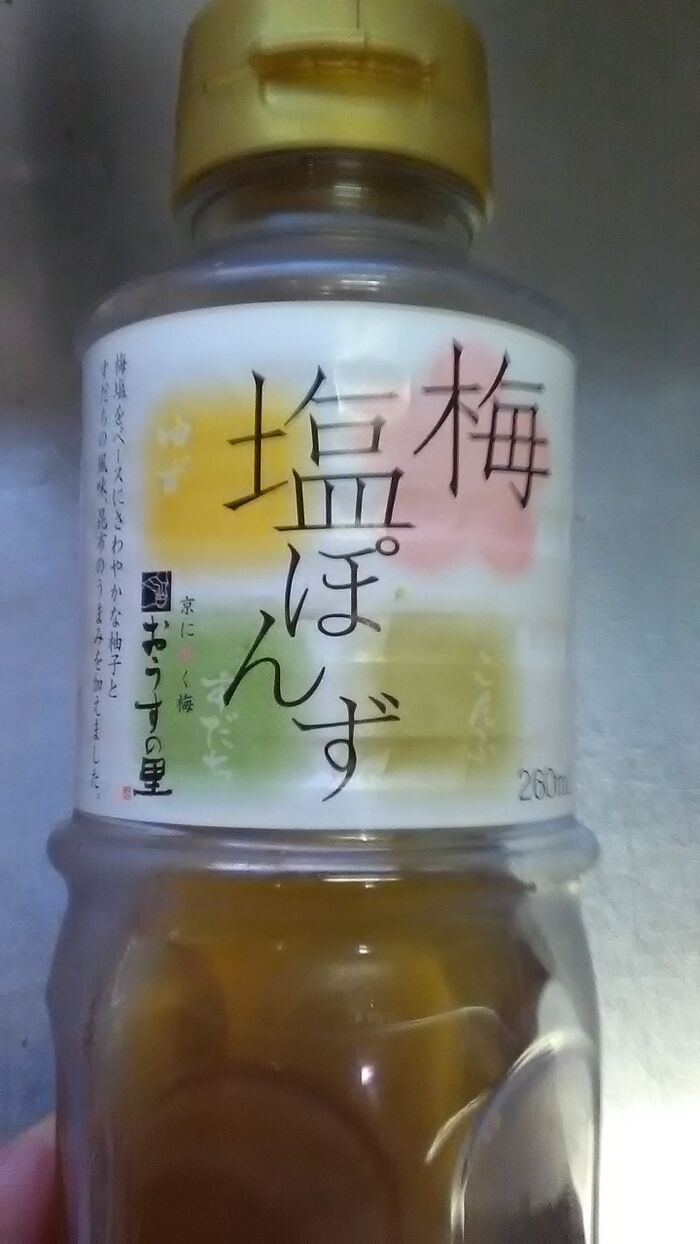 梅
塩ぽんず
ゆず
すだち
こんぶ
260ml
京に
く梅
おうすの里
梅塩をベースにさわやかな柚子と
すだちの風味、昆布のうまみを加えました。